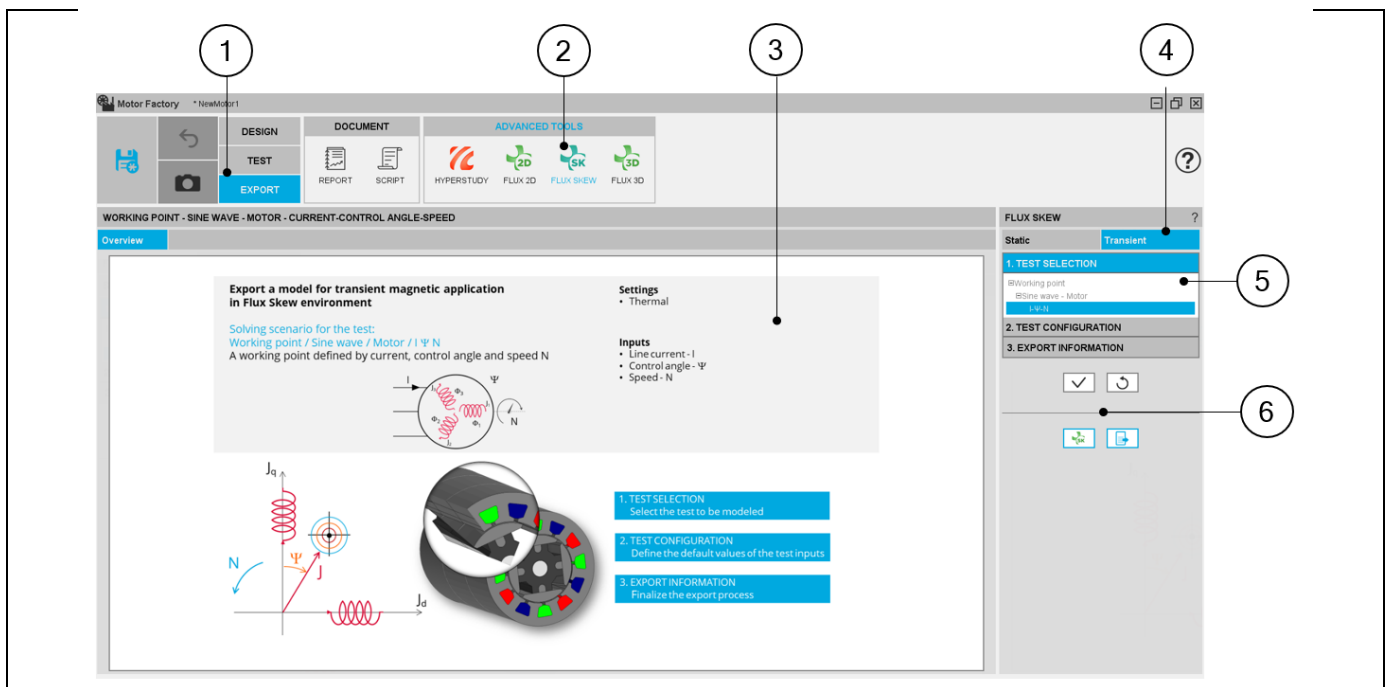 1
2
3
4
Motor Factory * NewMotor1
DESIGN
TEST
EXPORT
DOCUMENT
REPORT
SCRIPT
ADVANCED TOOLS
HYPERSTUDY
2D
FLUX 2D
SK
FLUX SKEW
3D
FLUX 3D
?
WORKING POINT - SINE WAVE - MOTOR - CURRENT-CONTROL ANGLE-SPEED
Overview
Export a model for transient magnetic application
in Flux Skew environment
Solving scenario for the test:
Working point / Sine wave / Motor / I Ψ N
A working point defined by current, control angle and speed N
Settings
• Thermal
Inputs
• Line current - I
• Control angle - Ψ
• Speed - N
I
Ψ
N
Jq
N
Ψ
J
Jd
1. TEST SELECTION
Select the test to be modeled
2. TEST CONFIGURATION
Define the default values of the test inputs
3. EXPORT INFORMATION
Finalize the export process
FLUX SKEW ?
Static
Transient
1. TEST SELECTION
Working point
Sine wave - Motor
I-Ψ-N
2. TEST CONFIGURATION
3. EXPORT INFORMATION
5
6